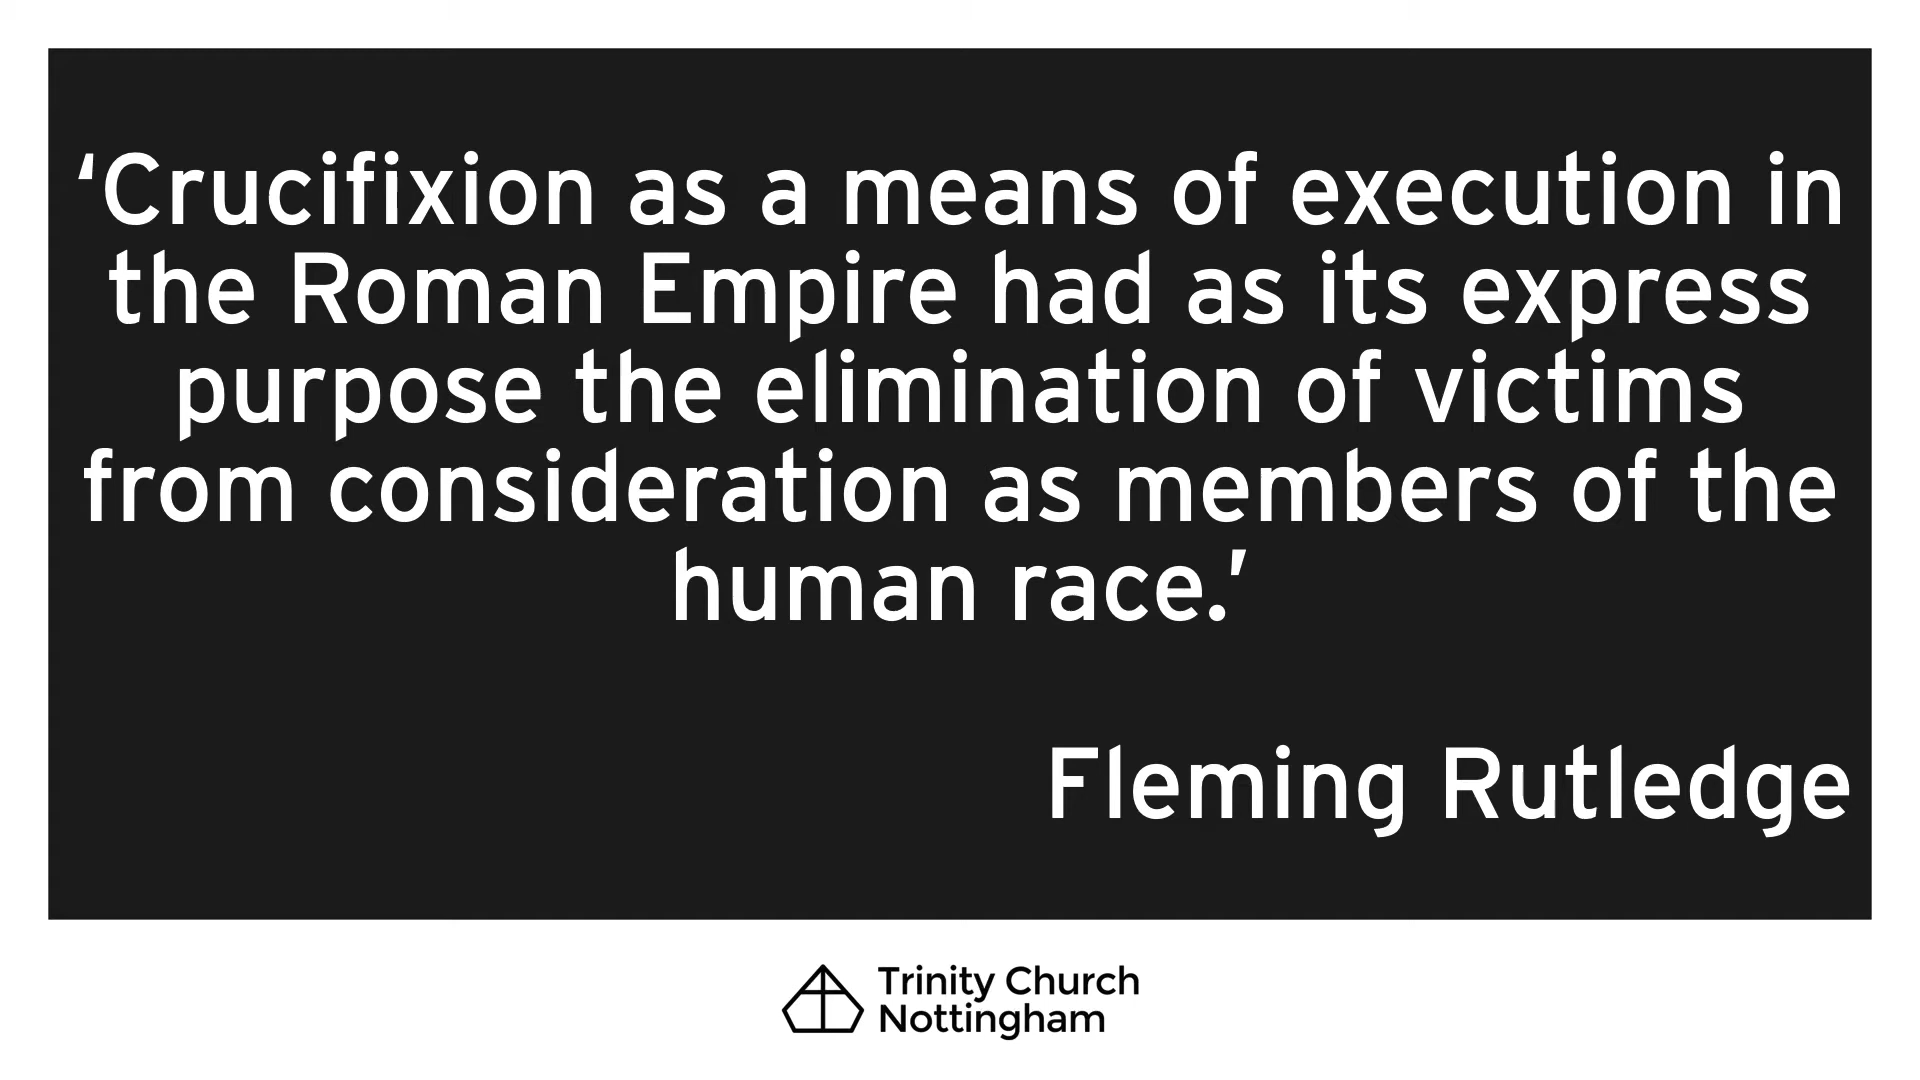 ‘Crucifixion as a means of execution in
the Roman Empire had as its express
purpose the elimination of victims
from consideration as members of the
human race.’
Fleming Rutledge
Trinity Church
Nottingham